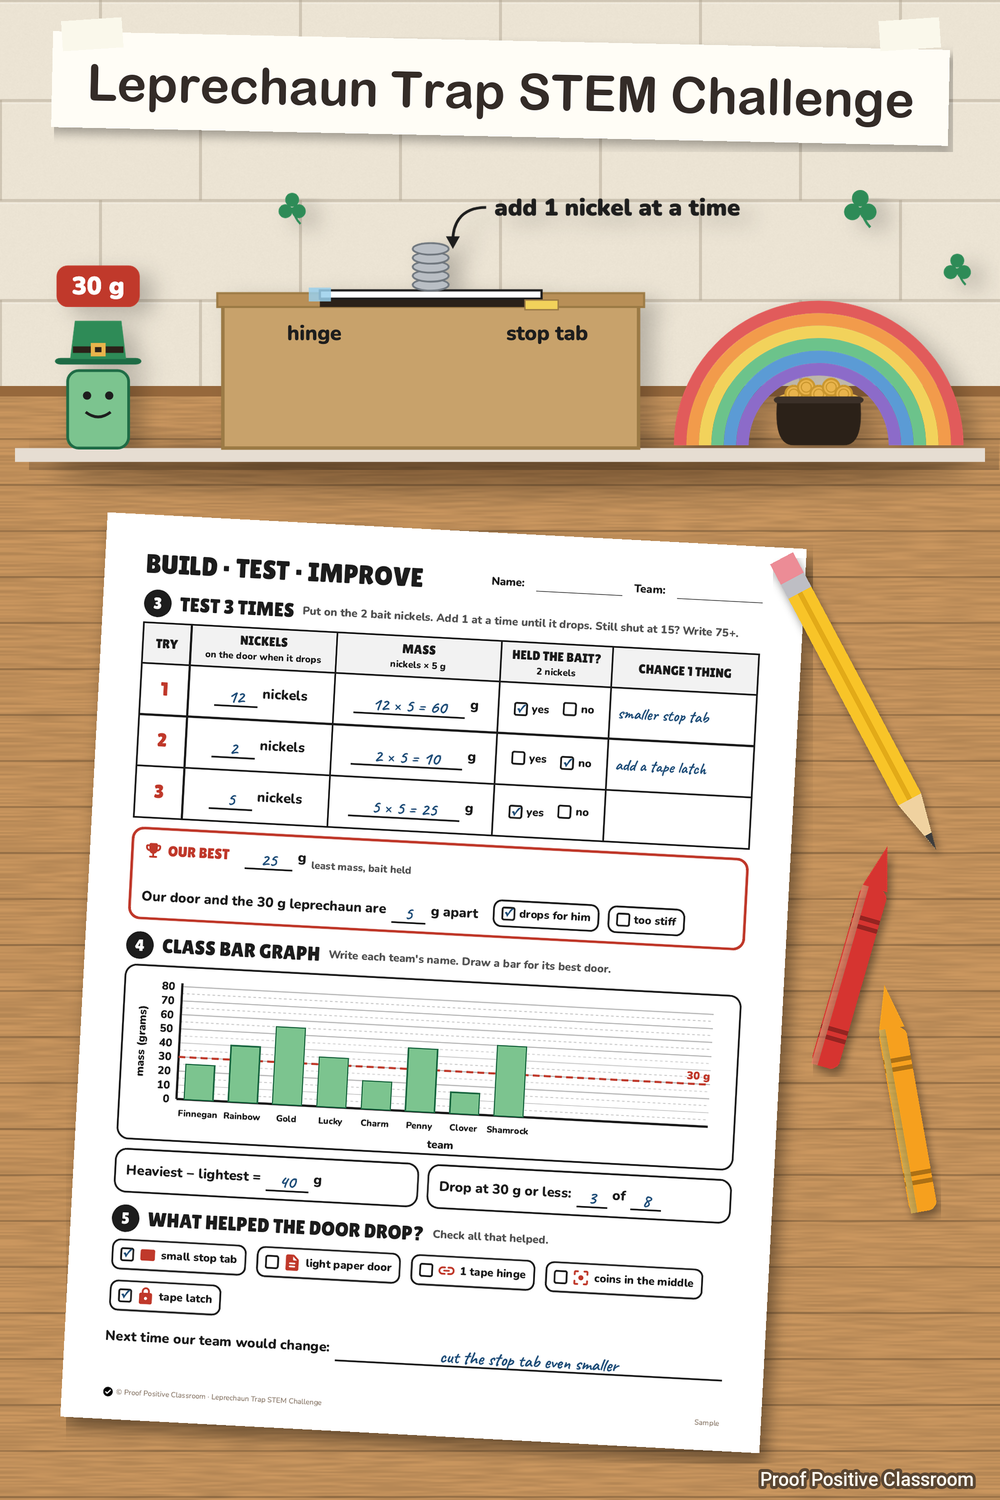 Leprechaun Trap STEM Challenge
add 1 nickel at a time
30 g
hinge
stop tab
BUILD · TEST · IMPROVE
Name:
Team:
3 TEST 3 TIMES Put on the 2 bait nickels. Add 1 at a time until it drops. Still shut at 15? Write 75+.
TRY
NICKELS
on the door when it drops
MASS
nickels × 5 g
HELD THE BAIT?
2 nickels
CHANGE 1 THING
1 12 nickels 12 × 5 = 60 g yes no smaller stop tab
2 2 nickels 2 × 5 = 10 g yes no add a tape latch
3 5 nickels 5 × 5 = 25 g yes no
OUR BEST 25 g least mass, bait held
Our door and the 30 g leprechaun are 5 g apart drops for him too stiff
4 CLASS BAR GRAPH Write each team's name. Draw a bar for its best door.
mass (grams)
80
70
60
50
40
30
20
10
0
30 g
Finnegan Rainbow Gold Lucky Charm Penny Clover Shamrock
team
Heaviest – lightest = 40 g
Drop at 30 g or less: 3 of 8
5 WHAT HELPED THE DOOR DROP? Check all that helped.
small stop tab light paper door 1 tape hinge coins in the middle
tape latch
Next time our team would change: cut the stop tab even smaller
© Proof Positive Classroom · Leprechaun Trap STEM Challenge
Sample
Proof Positive Classroom